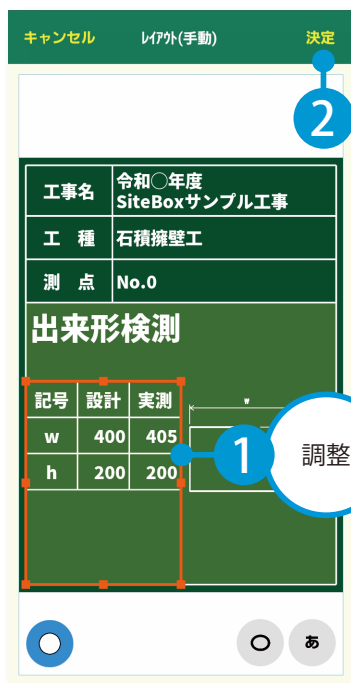 キャンセル ﾚｲｱｳﾄ(手動) 決定
2
工事名 令和○年度
SiteBoxサンプル工事
工 種 石積擁壁工
測 点 No.0
出来形検測
記号 設計 実測
w
w 400 405
h 200 200
1 調整
あ